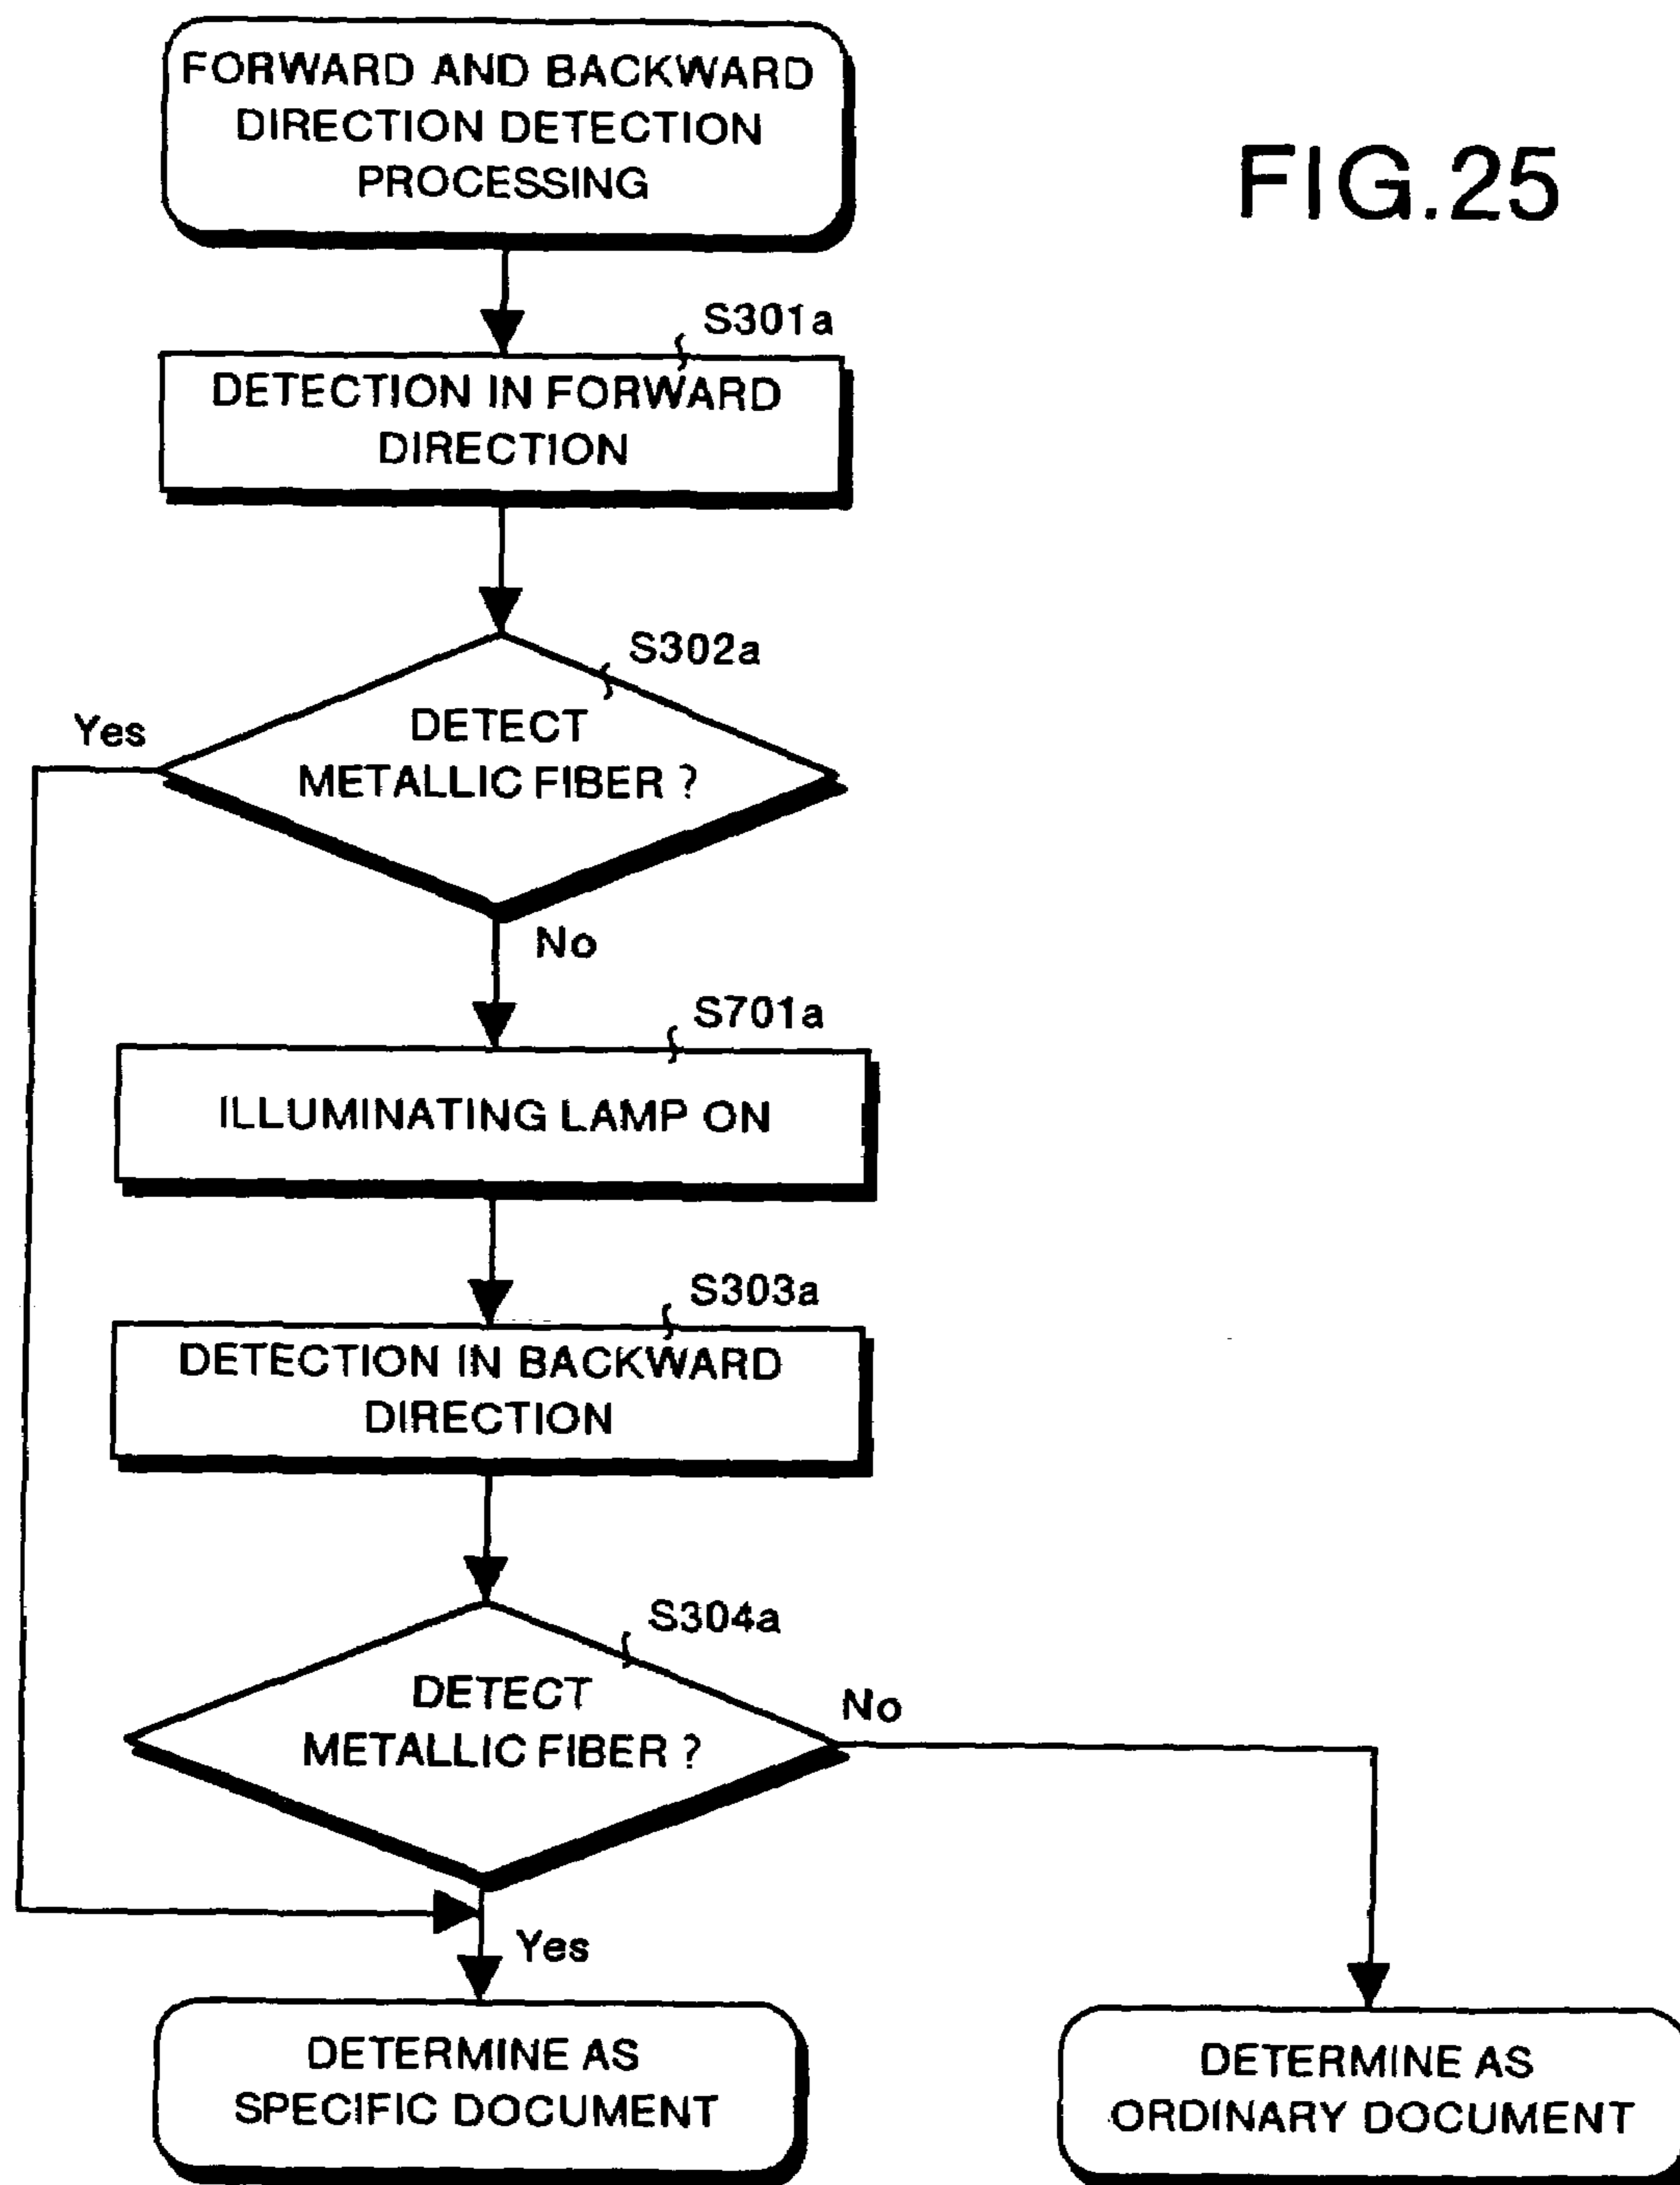 FORWARD AND BACKWARD
DIRECTION DETECTION
PROCESSING
FIG.25
S301a
DETECTION IN FORWARD
DIRECTION
S302a
Yes
DETECT
METALLIC FIBER ?
No
S701a
ILLUMINATING LAMP ON
S303a
DETECTION IN BACKWARD
DIRECTION
S304a
DETECT
METALLIC FIBER ?
No
Yes
DETERMINE AS
SPECIFIC DOCUMENT
DETERMINE AS
ORDINARY DOCUMENT